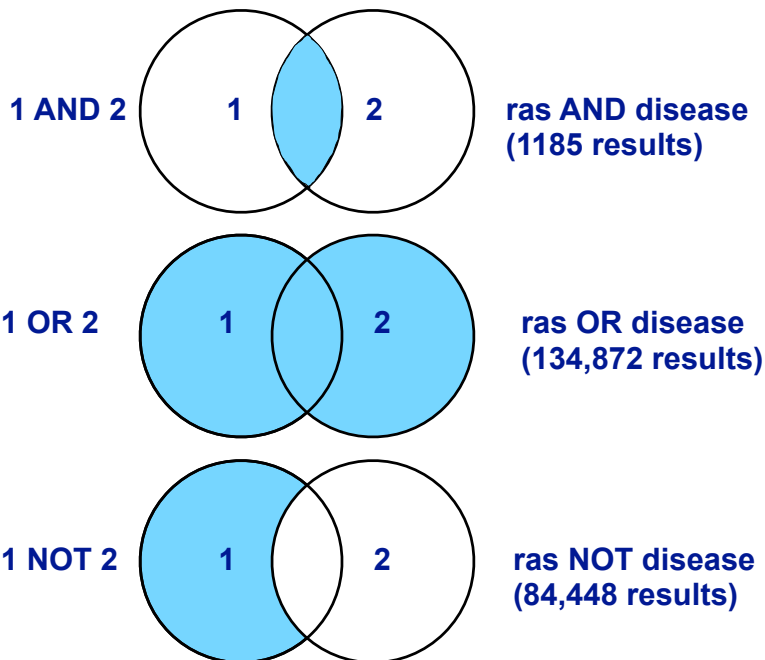 1 AND 2
1
2
ras AND disease
(1185 results)
1 OR 2
1
2
ras OR disease
(134,872 results)
1 NOT 2
1
2
ras NOT disease
(84,448 results)